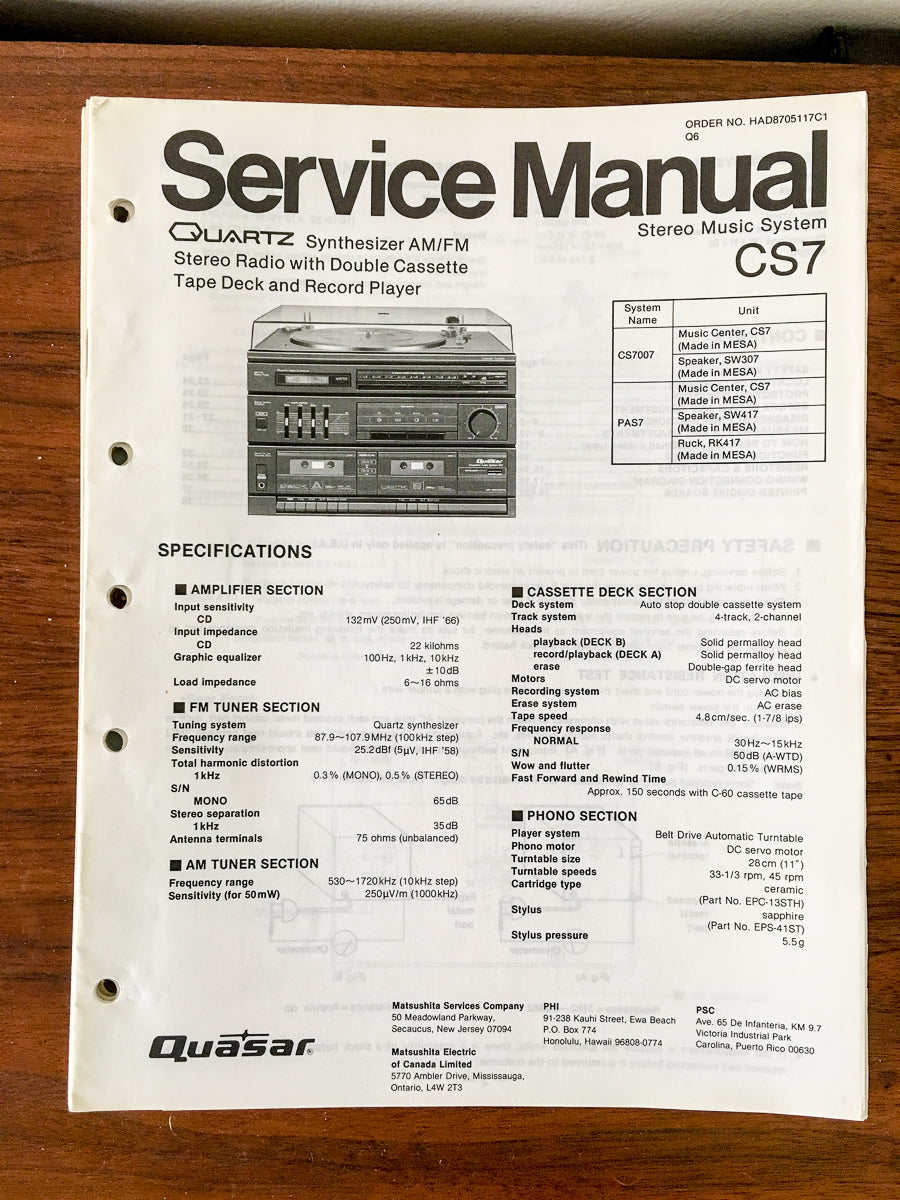 ORDER NO. HAD8705117C1
Q6
Service Manual
Stereo Music System
CS7
QUARTZ Synthesizer AM/FM
Stereo Radio with Double Cassette
Tape Deck and Record Player
System Name Unit
CS7007 Music Center, CS7 (Made in MESA)
Speaker, SW307 (Made in MESA)
PAS7 Music Center, CS7 (Made in MESA)
Speaker, SW417 (Made in MESA)
Ruck, RK417 (Made in MESA)
Quasar
DECK A
DECK B
SPECIFICATIONS
■ AMPLIFIER SECTION
Input sensitivity
CD 132mV (250mV, IHF '66)
Input impedance
CD 22 kilohms
Graphic equalizer 100Hz, 1kHz, 10kHz
±10dB
Load impedance 6~16 ohms
■ FM TUNER SECTION
Tuning system Quartz synthesizer
Frequency range 87.9~107.9MHz (100kHz step)
Sensitivity 25.2dBf (5μV, IHF '58)
Total harmonic distortion
1kHz 0.3% (MONO), 0.5% (STEREO)
S/N
MONO 65dB
Stereo separation
1kHz 35dB
Antenna terminals 75 ohms (unbalanced)
■ AM TUNER SECTION
Frequency range 530~1720kHz (10kHz step)
Sensitivity (for 50mW) 250μV/m (1000kHz)
■ CASSETTE DECK SECTION
Deck system Auto stop double cassette system
Track system 4-track, 2-channel
Heads
playback (DECK B) Solid permalloy head
record/playback (DECK A) Solid permalloy head
erase Double-gap ferrite head
Motors DC servo motor
Recording system AC bias
Erase system AC erase
Tape speed 4.8cm/sec. (1-7/8 ips)
Frequency response
NORMAL 30Hz~15kHz
S/N 50dB (A-WTD)
Wow and flutter 0.15% (WRMS)
Fast Forward and Rewind Time
Approx. 150 seconds with C-60 cassette tape
■ PHONO SECTION
Player system Belt Drive Automatic Turntable
Phono motor DC servo motor
Turntable size 28cm (11")
Turntable speeds 33-1/3 rpm, 45 rpm
Cartridge type ceramic
(Part No. EPC-13STH)
Stylus sapphire
(Part No. EPS-41ST)
Stylus pressure 5.5g
Quasar®
Matsushita Services Company
50 Meadowland Parkway,
Secaucus, New Jersey 07094
Matsushita Electric
of Canada Limited
5770 Ambler Drive, Mississauga,
Ontario, L4W 2T3
PHI
91-238 Kauhi Street, Ewa Beach
P.O. Box 774
Honolulu, Hawaii 96808-0774
PSC
Ave. 65 De Infanteria, KM 9.7
Victoria Industrial Park
Carolina, Puerto Rico 00630